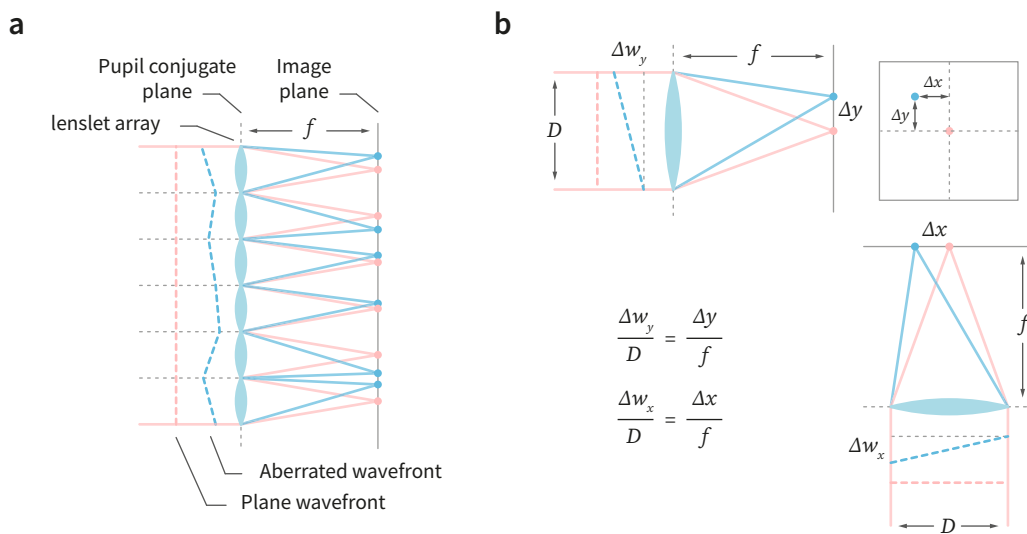 a
Pupil conjugate
plane
Image
plane
lenslet array
f
Aberrated wavefront
Plane wavefront
b
Δw_y
f
D
Δy
Δx
Δy
Δx
f
Δw_y / D = Δy / f
Δw_x / D = Δx / f
Δw_x
D